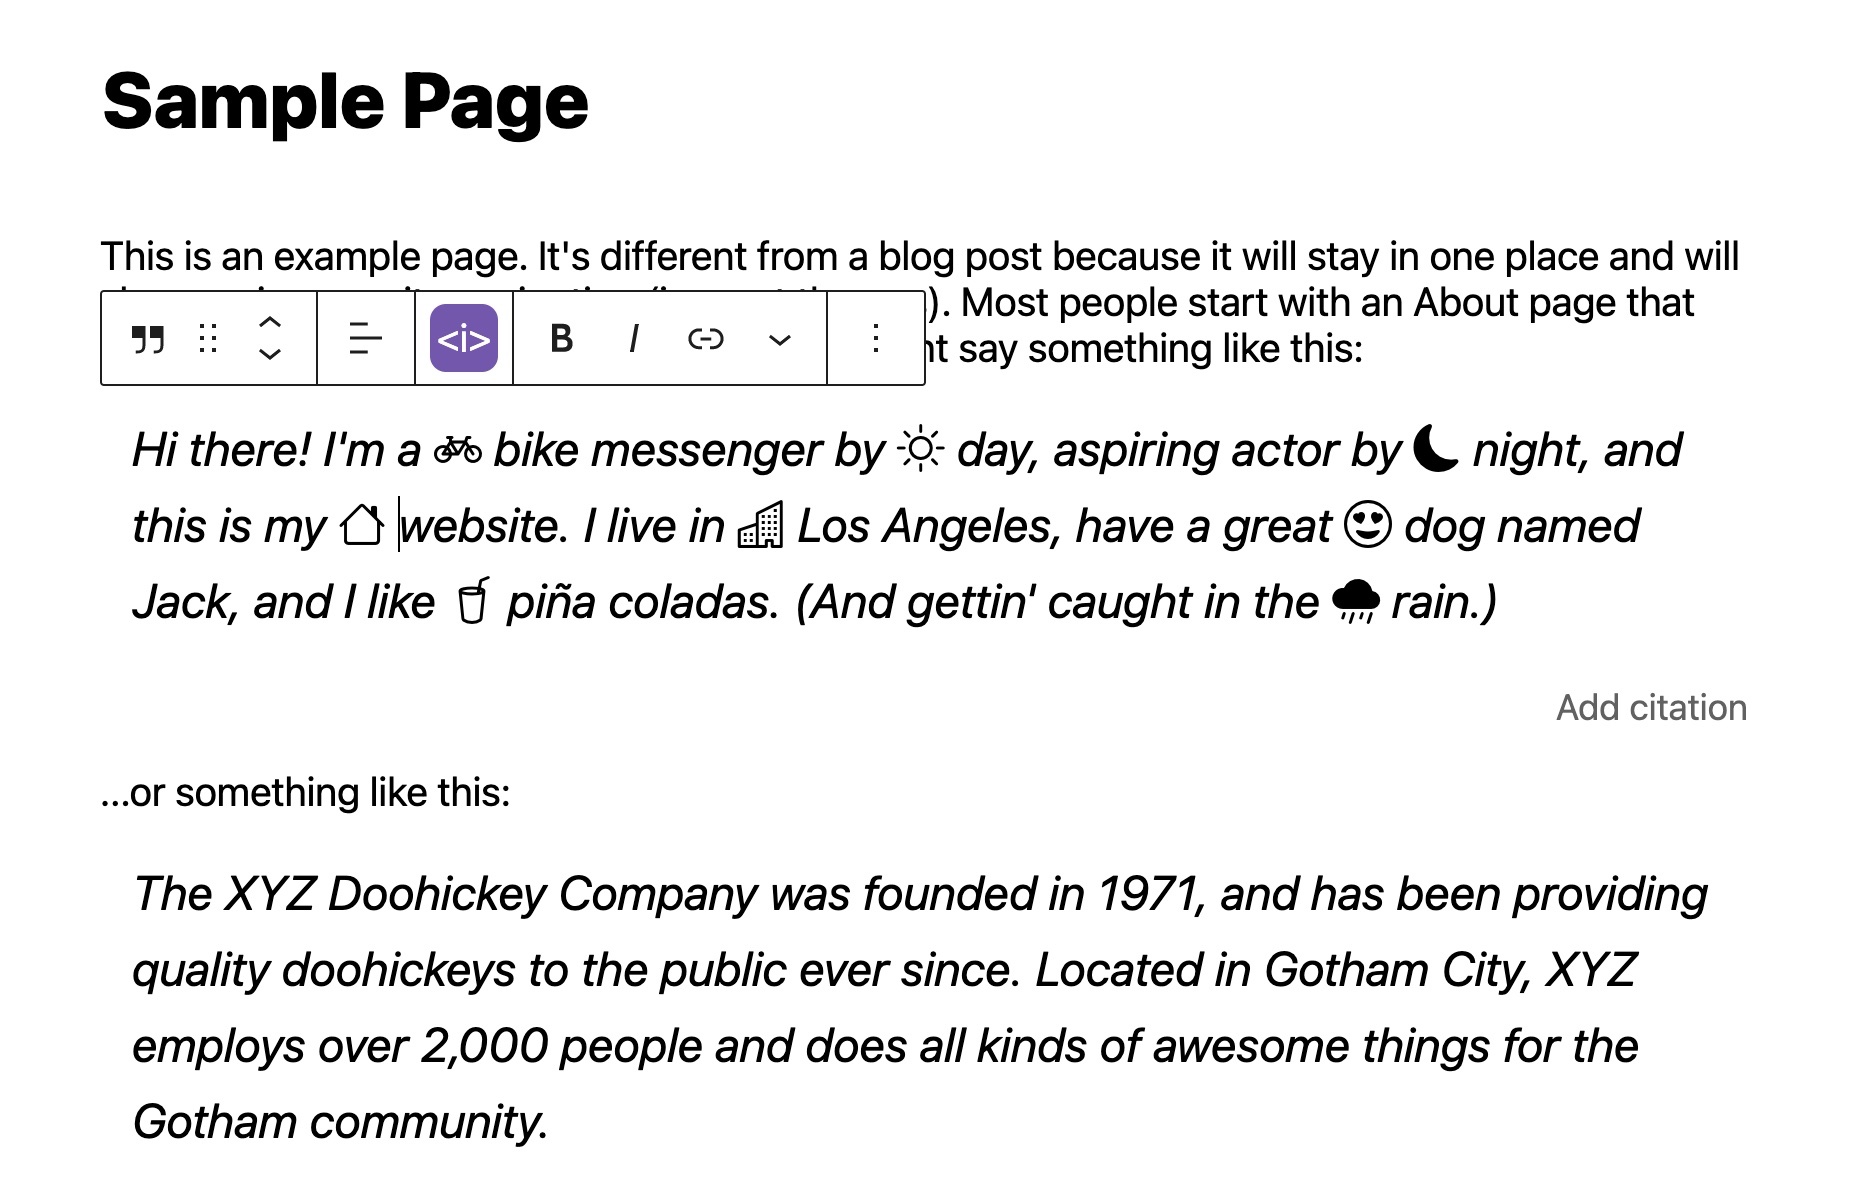 Sample Page
This is an example page. It's different from a blog post because it will stay in one place and will
). Most people start with an About page that
say something like this:
<i> B I
Hi there! I'm a bike messenger by day, aspiring actor by night, and
this is my website. I live in Los Angeles, have a great dog named
Jack, and I like piña coladas. (And gettin' caught in the rain.)
Add citation
...or something like this:
The XYZ Doohickey Company was founded in 1971, and has been providing
quality doohickeys to the public ever since. Located in Gotham City, XYZ
employs over 2,000 people and does all kinds of awesome things for the
Gotham community.